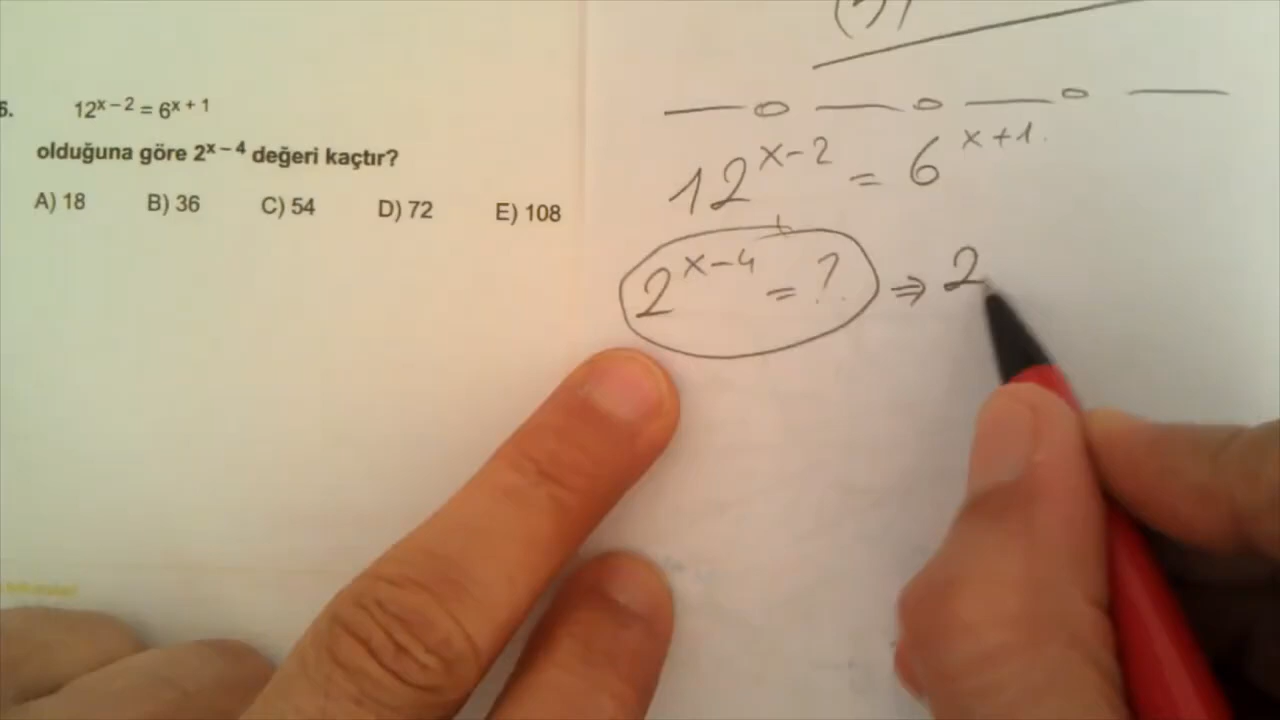 6. 12^{x – 2} = 6^{x + 1}
olduğuna göre 2^{x – 4} değeri kaçtır?
A) 18 B) 36 C) 54 D) 72 E) 108
12^{x-2} = 6^{x+1}.
2^{x-4} = ? ⇒ 2